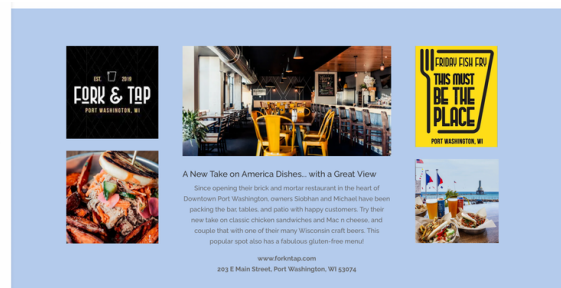 EST. 2019
FORK & TAP
PORT WASHINGTON, WI
FRIDAY FISH FRY
THIS MUST
BE THE
PLACE
PORT WASHINGTON, WI
A New Take on America Dishes... with a Great View
Since opening their brick and mortar restaurant in the heart of
Downtown Port Washington, owners Siobhan and Michael have been
packing the bar, tables, and patio with happy customers. Try their
new take on classic chicken sandwiches and Mac n cheese, and
couple that with one of their many Wisconsin craft beers. This
popular spot also has a fabulous gluten-free menu!
www.forkntap.com
203 E Main Street, Port Washington, WI 53074